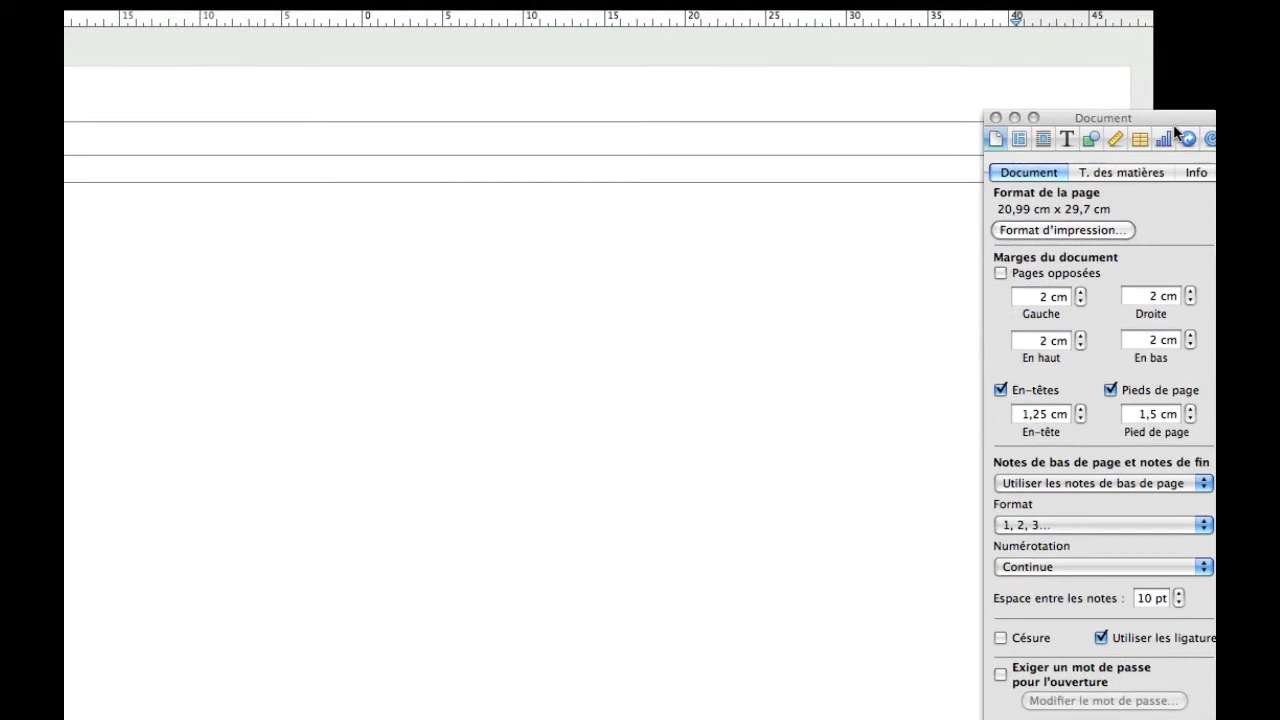 15 10 5 0 5 10 15 20 25 30 35 40 45
Document
T
Document T. des matières Info
Format de la page
20,99 cm x 29,7 cm
Format d'impression...
Marges du document
Pages opposées
2 cm 2 cm
Gauche Droite
2 cm 2 cm
En haut En bas
En-têtes Pieds de page
1,25 cm 1,5 cm
En-tête Pied de page
Notes de bas de page et notes de fin
Utiliser les notes de bas de page
Format
1, 2, 3...
Numérotation
Continue
Espace entre les notes : 10 pt
Césure Utiliser les ligature
Exiger un mot de passe
pour l'ouverture
Modifier le mot de passe...